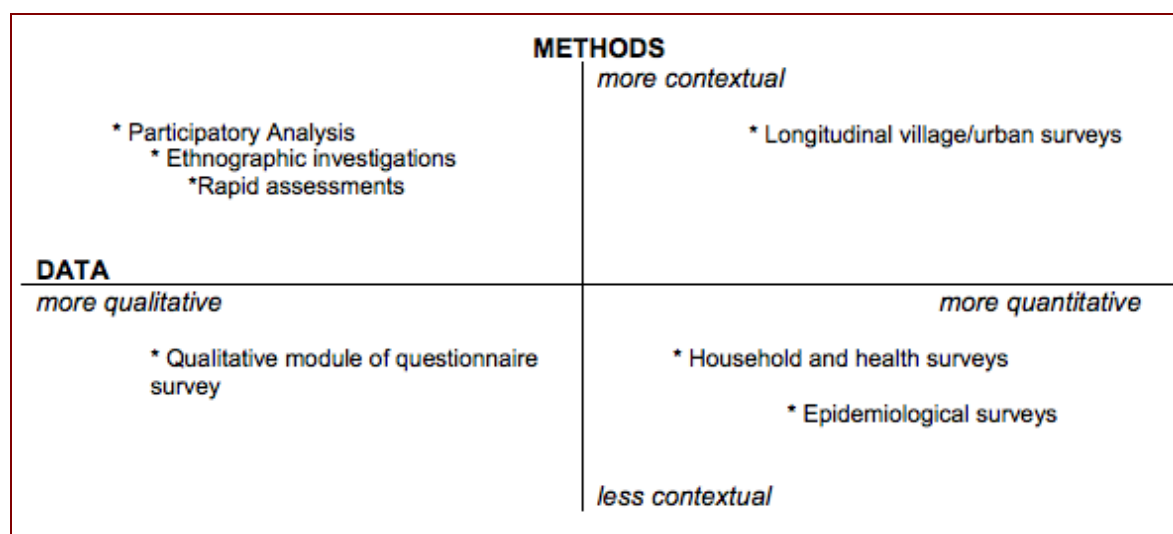 METHODS
more contextual
* Participatory Analysis
* Longitudinal village/urban surveys
* Ethnographic investigations
*Rapid assessments
DATA
more qualitative
more quantitative
* Qualitative module of questionnaire
survey
* Household and health surveys
* Epidemiological surveys
less contextual